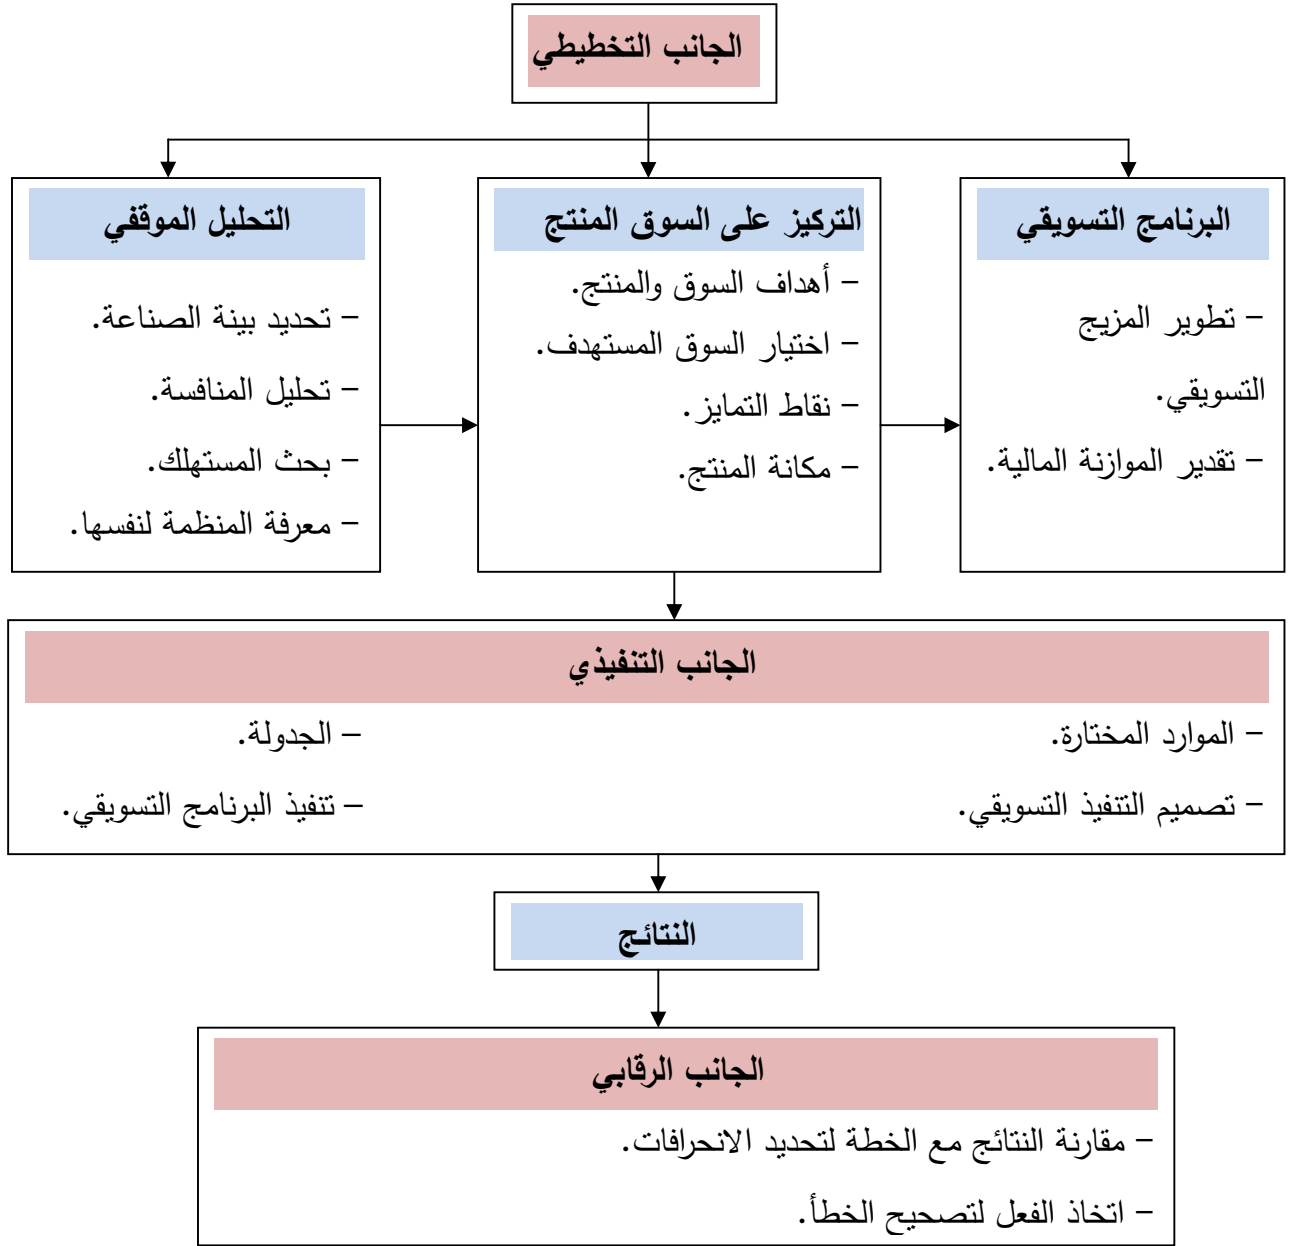 الجانب التخطيطي
التحليل الموقفي
– تحديد بينة الصناعة.
– تحليل المنافسة.
– بحث المستهلك.
– معرفة المنظمة لنفسها.
التركيز على السوق المنتج
– أهداف السوق والمنتج.
– اختيار السوق المستهدف.
– نقاط التمايز.
– مكانة المنتج.
البرنامج التسويقي
– تطوير المزيج
التسويقي.
– تقدير الموازنة المالية.
الجانب التنفيذي
– الموارد المختارة.
– تصميم التنفيذ التسويقي.
– الجدولة.
– تنفيذ البرنامج التسويقي.
النتائج
الجانب الرقابي
– مقارنة النتائج مع الخطة لتحديد الانحرافات.
– اتخاذ الفعل لتصحيح الخطأ.